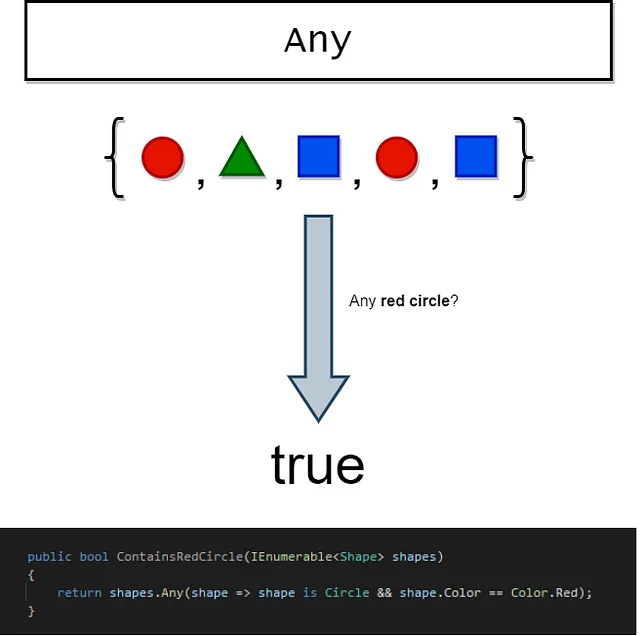 Any
{ , , , , }
Any red circle?
true
public bool ContainsRedCircle(IEnumerable<Shape> shapes)
{
return shapes.Any(shape => shape is Circle && shape.Color == Color.Red);
}